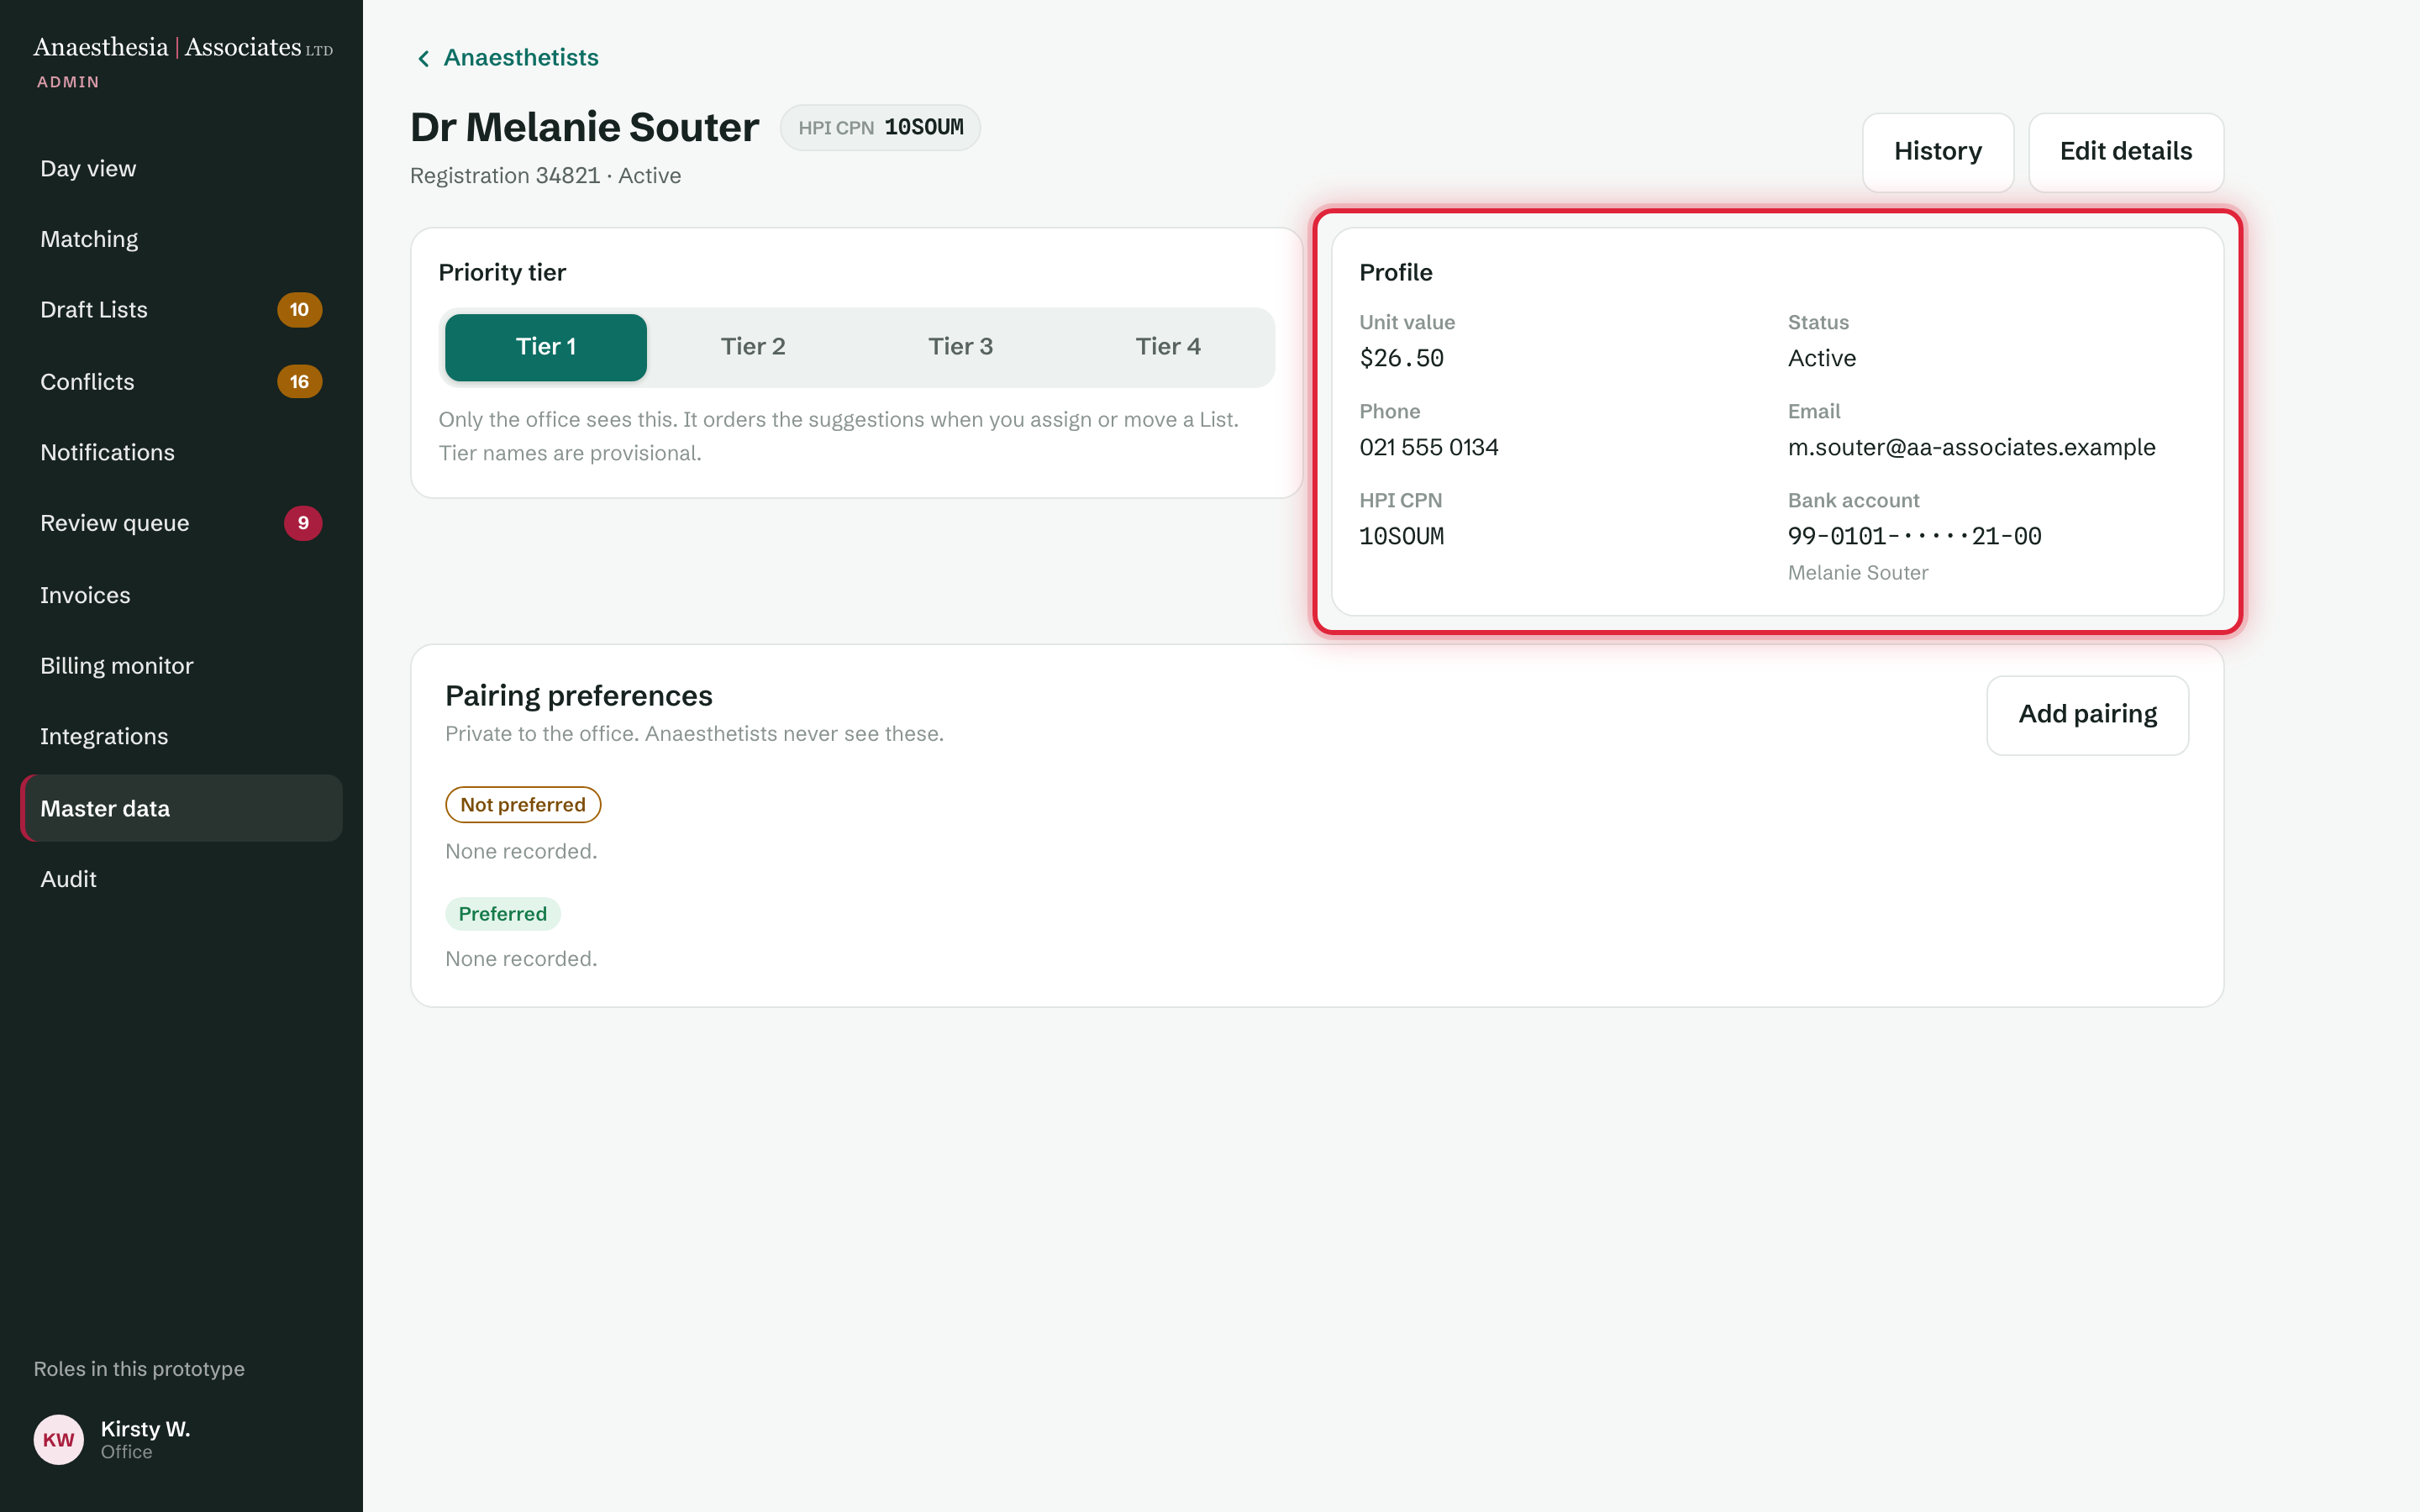 Anaesthesia | Associates LTD
ADMIN
Day view
Matching
Draft Lists 10
Conflicts 16
Notifications
Review queue 9
Invoices
Billing monitor
Integrations
Master data
Audit
Roles in this prototype
KW
Kirsty W.
Office
Anaesthetists
Dr Melanie Souter HPI CPN 10SOUM
Registration 34821 · Active
History
Edit details
Priority tier
Tier 1 Tier 2 Tier 3 Tier 4
Only the office sees this. It orders the suggestions when you assign or move a List.
Tier names are provisional.
Profile
Unit value
$26.50
Status
Active
Phone
021 555 0134
Email
m.souter@aa-associates.example
HPI CPN
10SOUM
Bank account
99-0101-·····21-00
Melanie Souter
Pairing preferences
Private to the office. Anaesthetists never see these.
Add pairing
Not preferred
None recorded.
Preferred
None recorded.